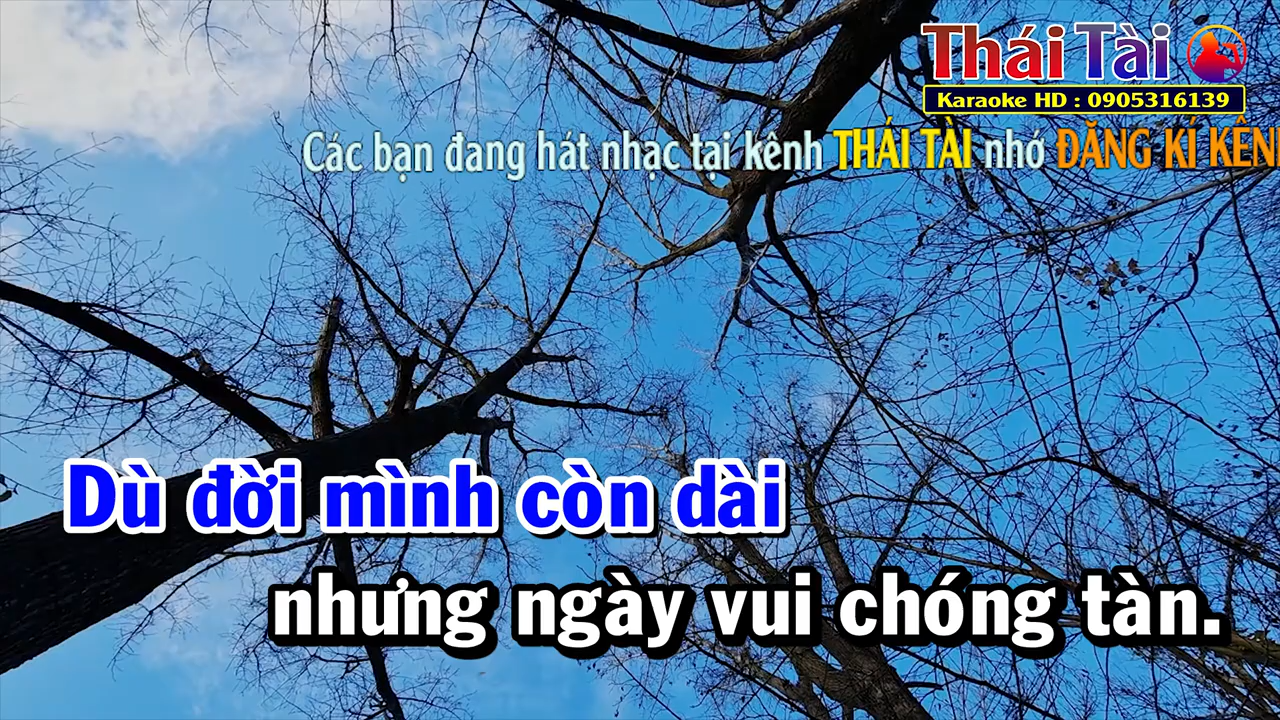 Thái Tài
Karaoke HD : 0905316139
Các bạn đang hát nhạc tại kênh THÁI TÀI nhớ ĐĂNG KÍ KÊN
Dù đời mình còn dài
nhưng ngày vui chóng tàn.